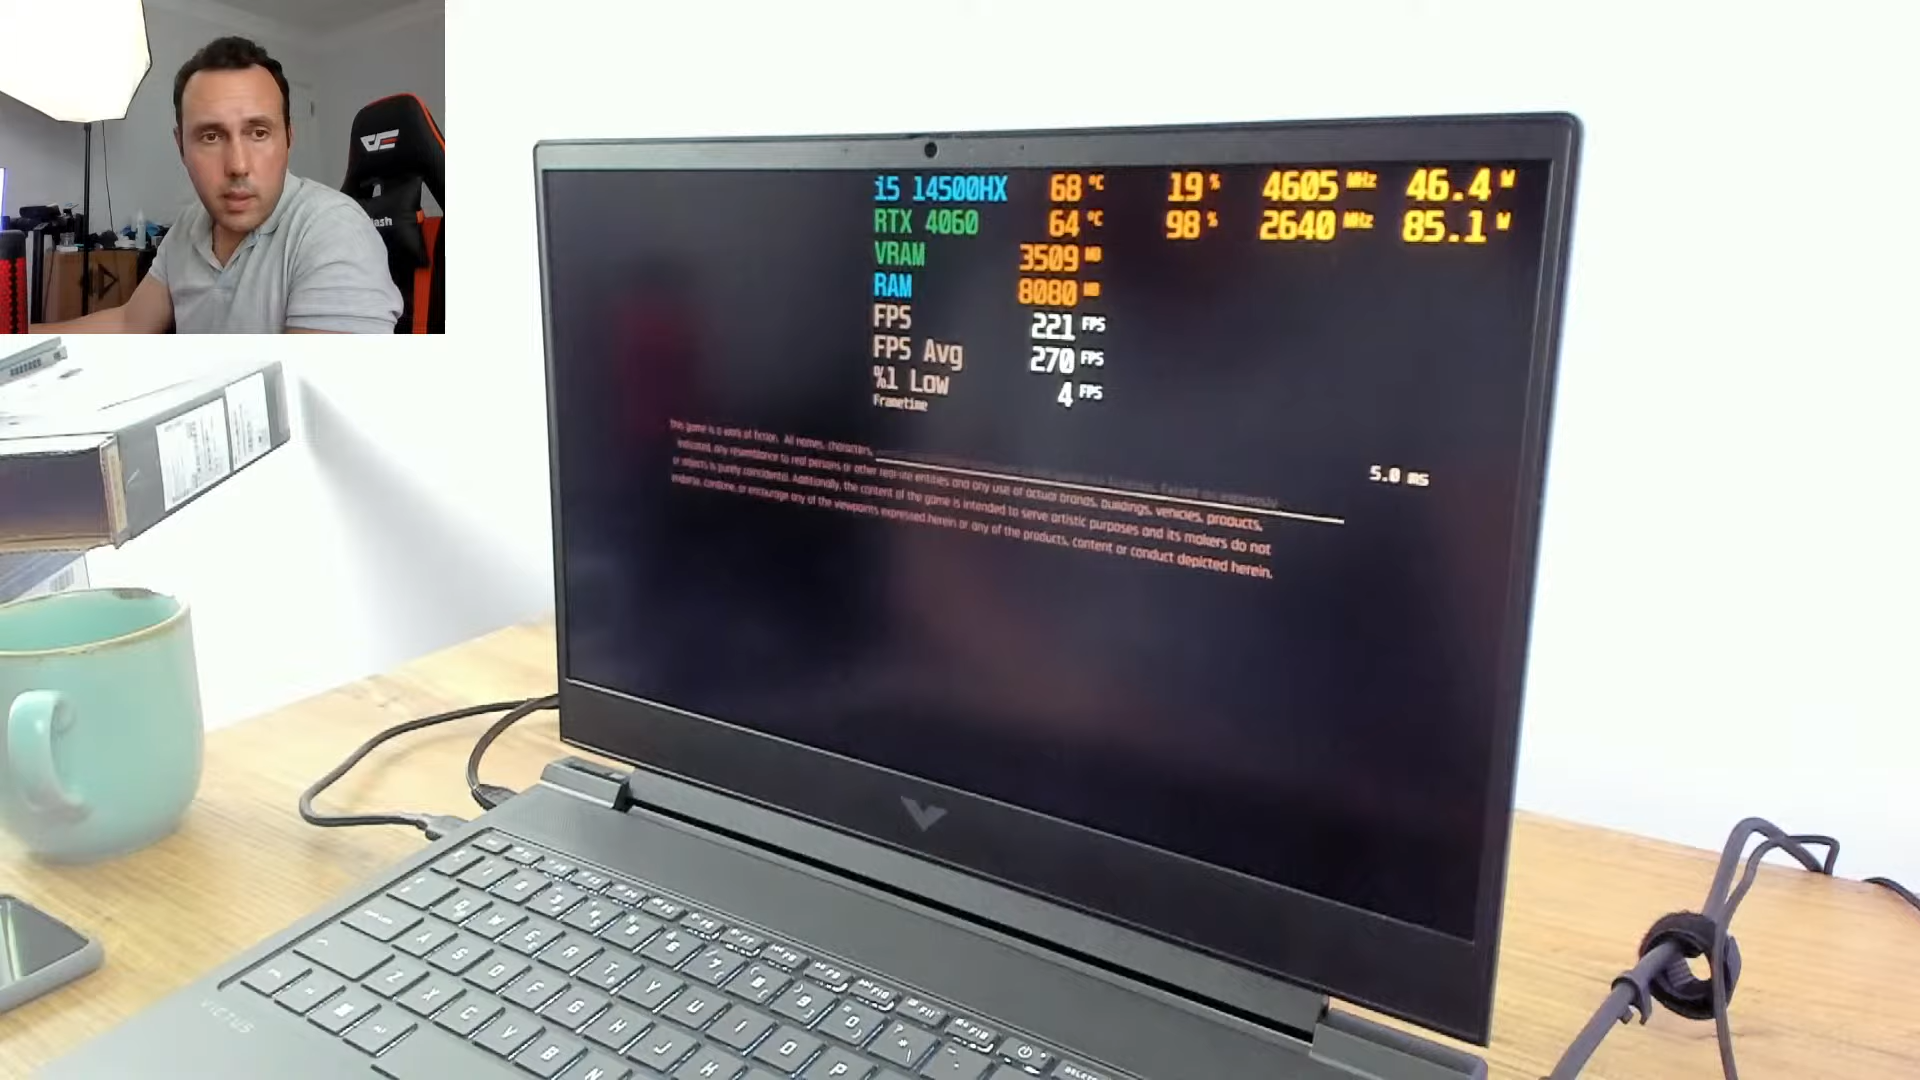 i5 14500HX 68 °C 19 % 4605 MHz 46.4 W
RTX 4060 64 °C 98 % 2640 MHz 85.1 W
VRAM 3509 MB
RAM 8080 MB
FPS 221 FPS
FPS Avg 270 FPS
%1 Low 4 FPS
Frametime
5.0 ms
This game is a work of fiction. All names, characters,
indicated, any resemblance to real persons or other real-life entities and any use of actual brands, buildings, vehicles, products,
or objects is purely coincidental. Additionally, the content of the game is intended to serve artistic purposes and its makers do not
endorse, condone, or encourage any of the viewpoints expressed herein or any of the products, content or conduct depicted herein.
VICTUS
Q W E R T Y U I O P
A S D F G H J
Z X C V B N
DELETE